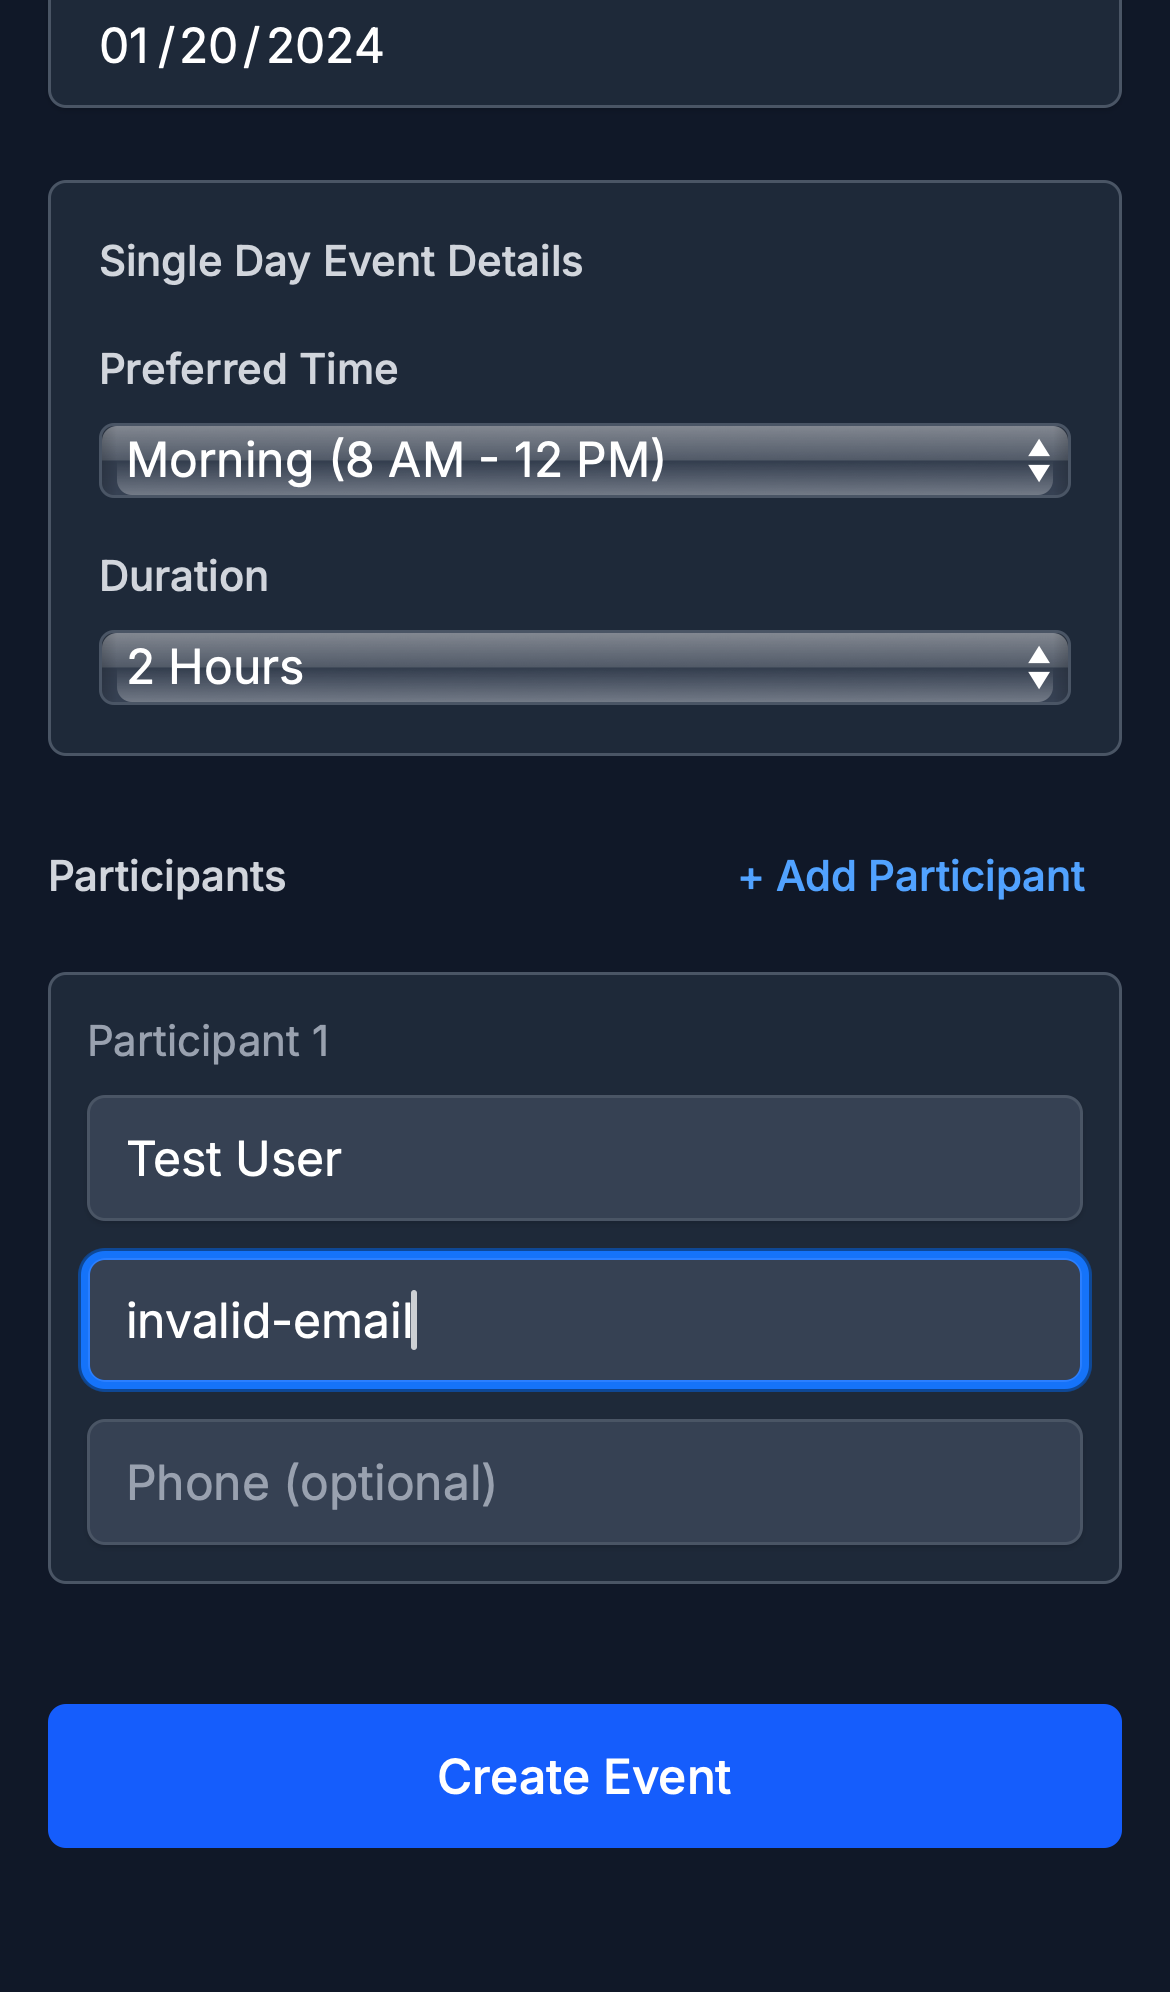 01/20/2024
Single Day Event Details
Preferred Time
Morning (8 AM - 12 PM)
Duration
2 Hours
Participants
+ Add Participant
Participant 1
Test User
invalid-email
Phone (optional)
Create Event